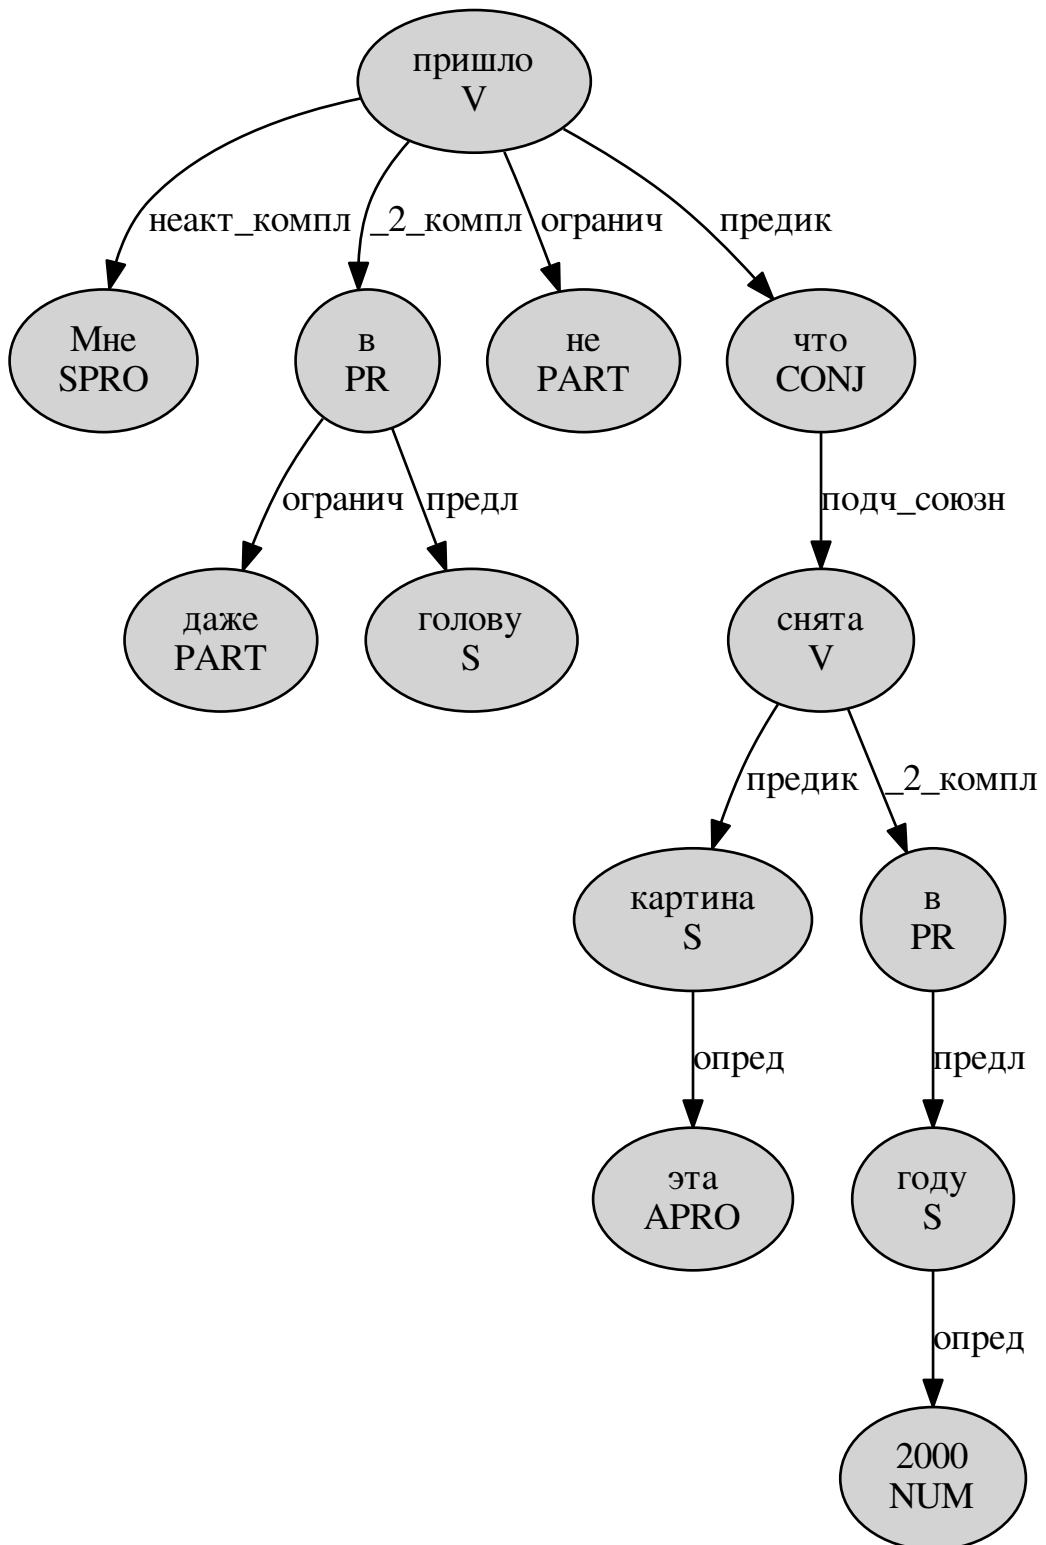 пришло
V
неакт_компл
_2_компл
огранич
предик
Мне
SPRO
в
PR
не
PART
что
CONJ
огранич
предл
подч_союзн
даже
PART
голову
S
снята
V
предик
_2_компл
картина
S
в
PR
опред
предл
эта
APRO
году
S
опред
2000
NUM